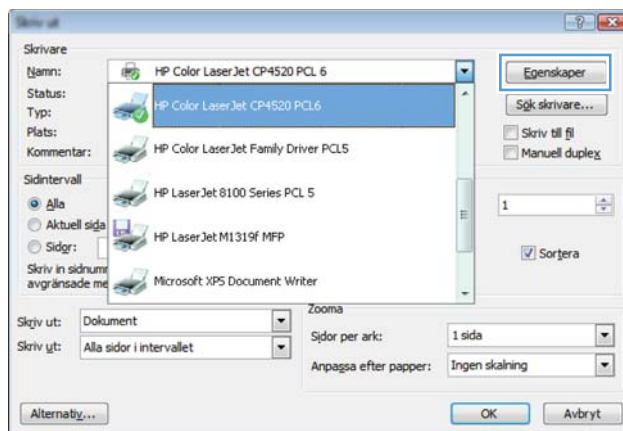 Skriv ut
Skrivare
Namn: HP Color LaserJet CP4520 PCL 6 Egenskaper
Status: HP Color LaserJet CP4520 PCL6 Sök skrivare...
Typ:
Plats: Skriv till fil
Kommentar: HP Color LaserJet Family Driver PCL5 Manuell duplex
Sidintervall
HP LaserJet 8100 Series PCL 5
Alla 1
Aktuell sida
HP LaserJet M1319f MFP
Sidor: Sortera
Skriv in sidnumr
avgränsade me
Microsoft XPS Document Writer
Zooma
Skriv ut: Dokument Sidor per ark: 1 sida
Skriv ut: Alla sidor i intervallet Anpassa efter papper: Ingen skalning
Alternativ... OK Avbryt